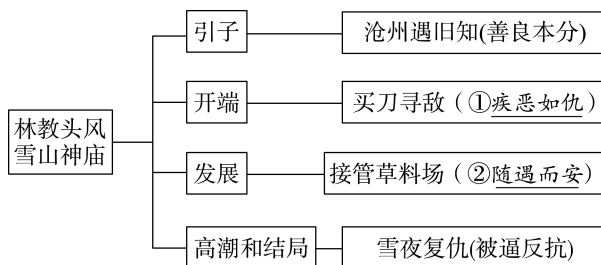 引子
沧州遇旧知(善良本分)
开端
买刀寻敌(①疾恶如仇)
林教头风
雪山神庙
发展
接管草料场(②随遇而安)
高潮和结局
雪夜复仇(被逼反抗)